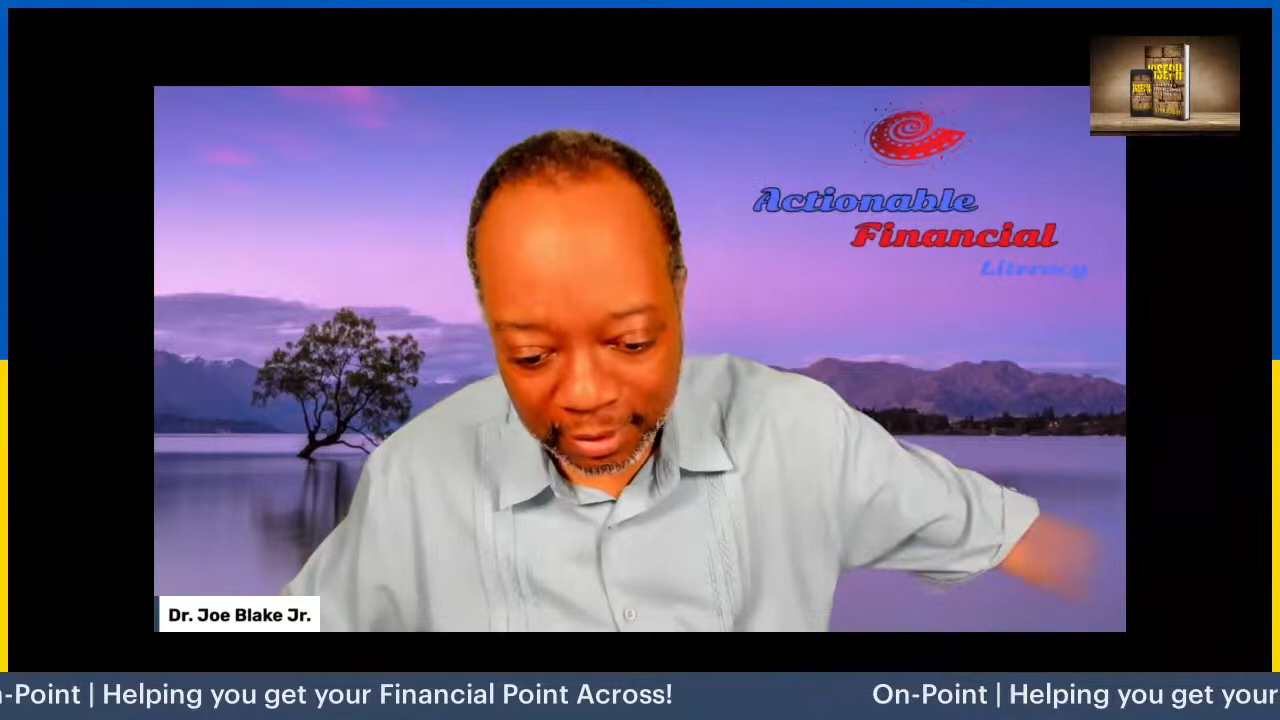 JOSEPH
Actionable
Financial
Literacy
Dr. Joe Blake Jr.
-Point | Helping you get your Financial Point Across!
On-Point | Helping you get your